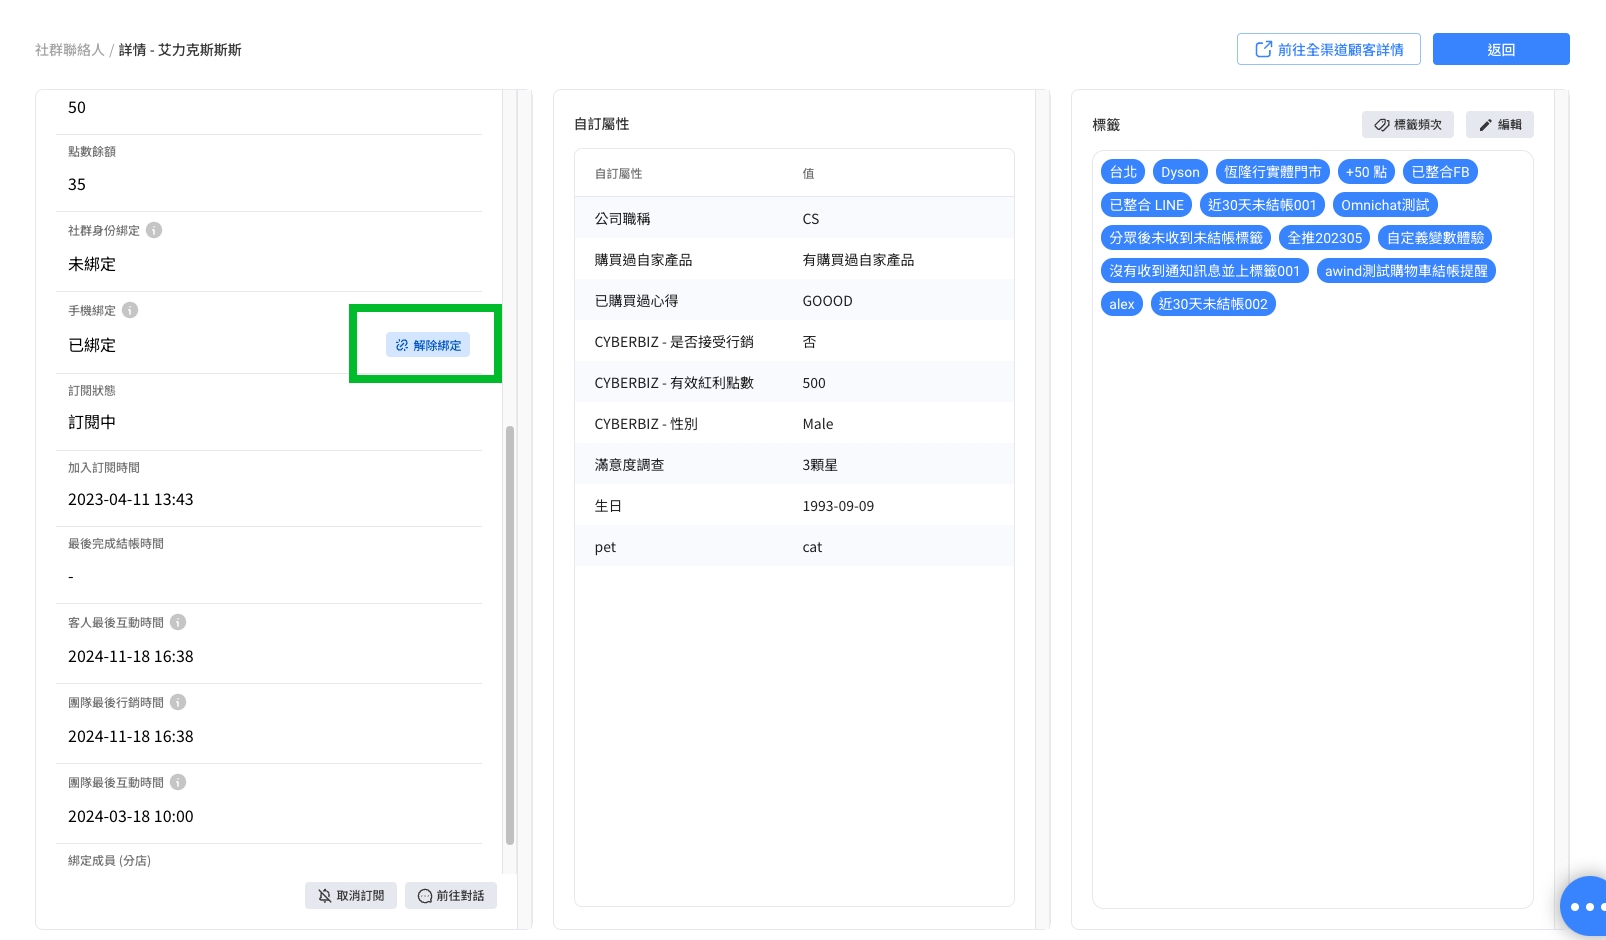 社群聯絡人 / 詳情 - 艾力克斯斯斯
前往全渠道顧客詳情
返回
50
點數餘額
35
社群身份綁定
未綁定
手機綁定
已綁定
解除綁定
訂閱狀態
訂閱中
加入訂閱時間
2023-04-11 13:43
最後完成結帳時間
-
客人最後互動時間
2024-11-18 16:38
團隊最後行銷時間
2024-11-18 16:38
團隊最後互動時間
2024-03-18 10:00
綁定成員 (分店)
取消訂閱 前往對話
自訂屬性
自訂屬性 值
公司職稱 CS
購買過自家產品 有購買過自家產品
已購買過心得 GOOOD
CYBERBIZ - 是否接受行銷 否
CYBERBIZ - 有效紅利點數 500
CYBERBIZ - 性別 Male
滿意度調查 3顆星
生日 1993-09-09
pet cat
標籤
標籤頻次 編輯
台北 Dyson 恆隆行實體門市 +50 點 已整合FB
已整合 LINE 近30天未結帳001 Omnichat測試
分眾後未收到未結帳標籤 全推202305 自定義變數體驗
沒有收到通知訊息並上標籤001 awind測試購物車結帳提醒
alex 近30天未結帳002